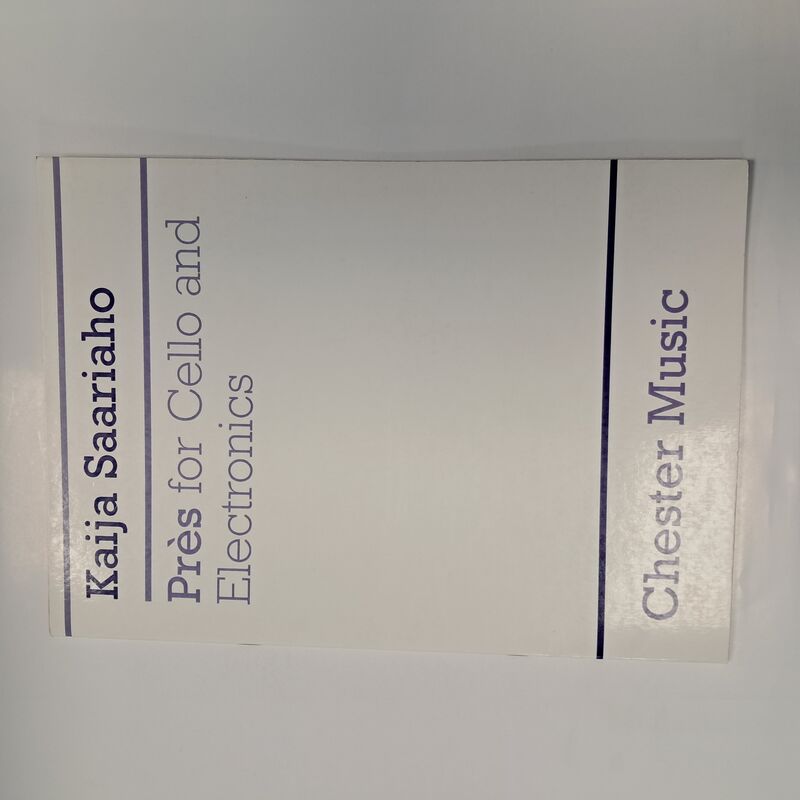 Kaija Saariaho
Près for Cello and
Electronics
Chester Music